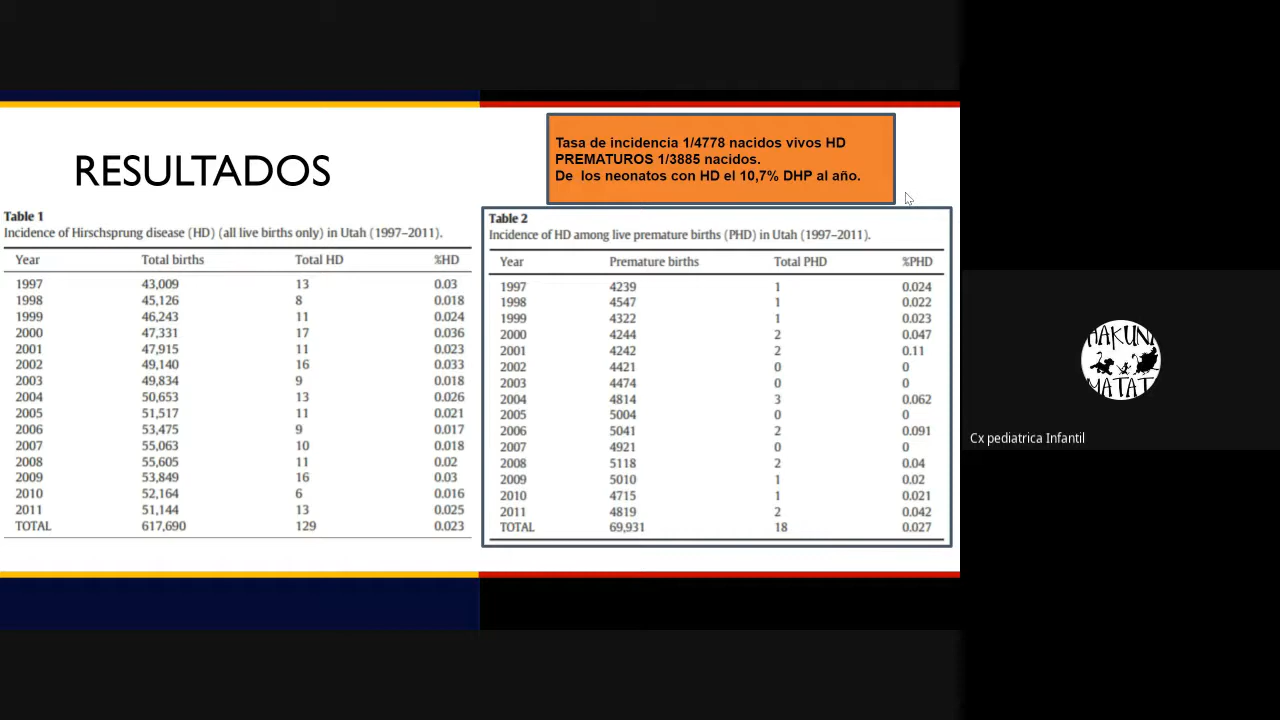 RESULTADOS
Tasa de incidencia 1/4778 nacidos vivos HD
PREMATUROS 1/3885 nacidos.
De los neonatos con HD el 10,7% DHP al año.
Table 1
Incidence of Hirschsprung disease (HD) (all live births only) in Utah (1997–2011).
Year Total births Total HD %HD
1997 43,009 13 0.03
1998 45,126 8 0.018
1999 46,243 11 0.024
2000 47,331 17 0.036
2001 47,915 11 0.023
2002 49,140 16 0.033
2003 49,834 9 0.018
2004 50,653 13 0.026
2005 51,517 11 0.021
2006 53,475 9 0.017
2007 55,063 10 0.018
2008 55,605 11 0.02
2009 53,849 16 0.03
2010 52,164 6 0.016
2011 51,144 13 0.025
TOTAL 617,690 129 0.023
Table 2
Incidence of HD among live premature births (PHD) in Utah (1997–2011).
Year Premature births Total PHD %PHD
1997 4239 1 0.024
1998 4547 1 0.022
1999 4322 1 0.023
2000 4244 2 0.047
2001 4242 2 0.11
2002 4421 0 0
2003 4474 0 0
2004 4814 3 0.062
2005 5004 0 0
2006 5041 2 0.091
2007 4921 0 0
2008 5118 2 0.04
2009 5010 1 0.02
2010 4715 1 0.021
2011 4819 2 0.042
TOTAL 69,931 18 0.027
HAKUNA
MATAT
Cx pediatrica Infantil